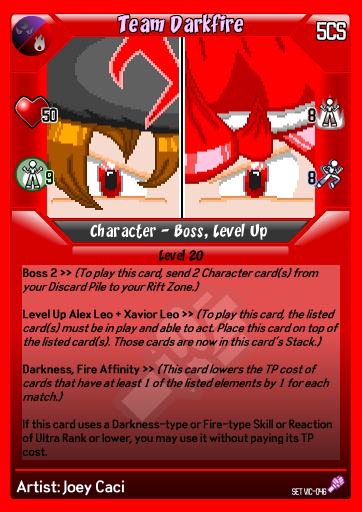 Team Darkfire
5CS
50
8
9
8
Character - Boss, Level Up
Level 20
Boss 2 >> (To play this card, send 2 Character card(s) from
your Discard Pile to your Rift Zone.)
Level Up Alex Leo + Xavior Leo >> (To play this card, the listed
card(s) must be in play and able to act. Place this card on top of
the listed card(s). Those cards are now in this card's Stack.)
Darkness, Fire Affinity >> (This card lowers the TP cost of
cards that have at least 1 of the listed elements by 1 for each
match.)
If this card uses a Darkness-type or Fire-type Skill or Reaction
of Ultra Rank or lower, you may use it without paying its TP
cost.
Artist: Joey Caci
SET VIC-046